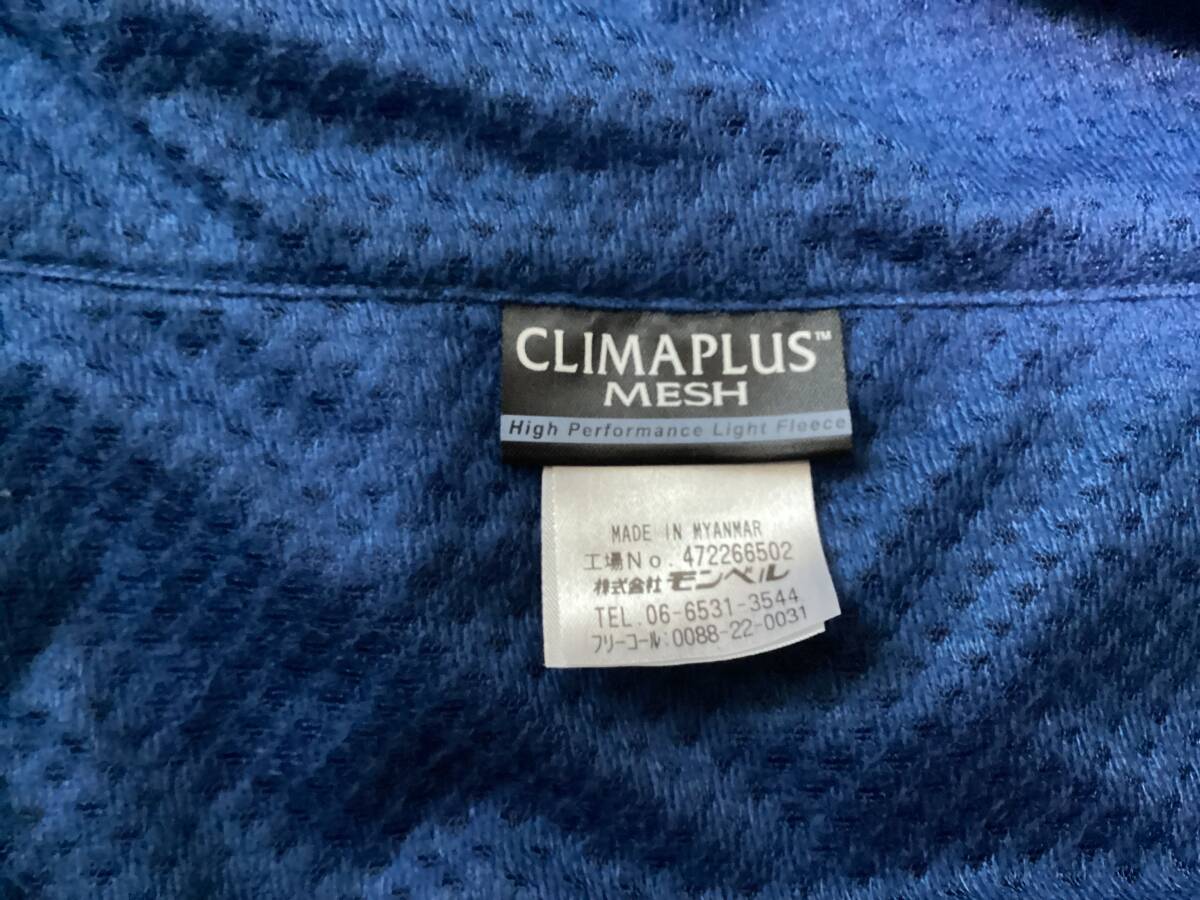 CLIMAPLUS™
MESH
High Performance Light Fleece
MADE IN MYANMAR
工場No. 472266502
株式会社 モンベル
TEL.06-6531-3544
フリーコール:0088-22-0031